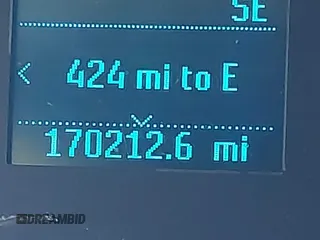 SE
< 424 mi to E
170212.6 mi
DREAMBID